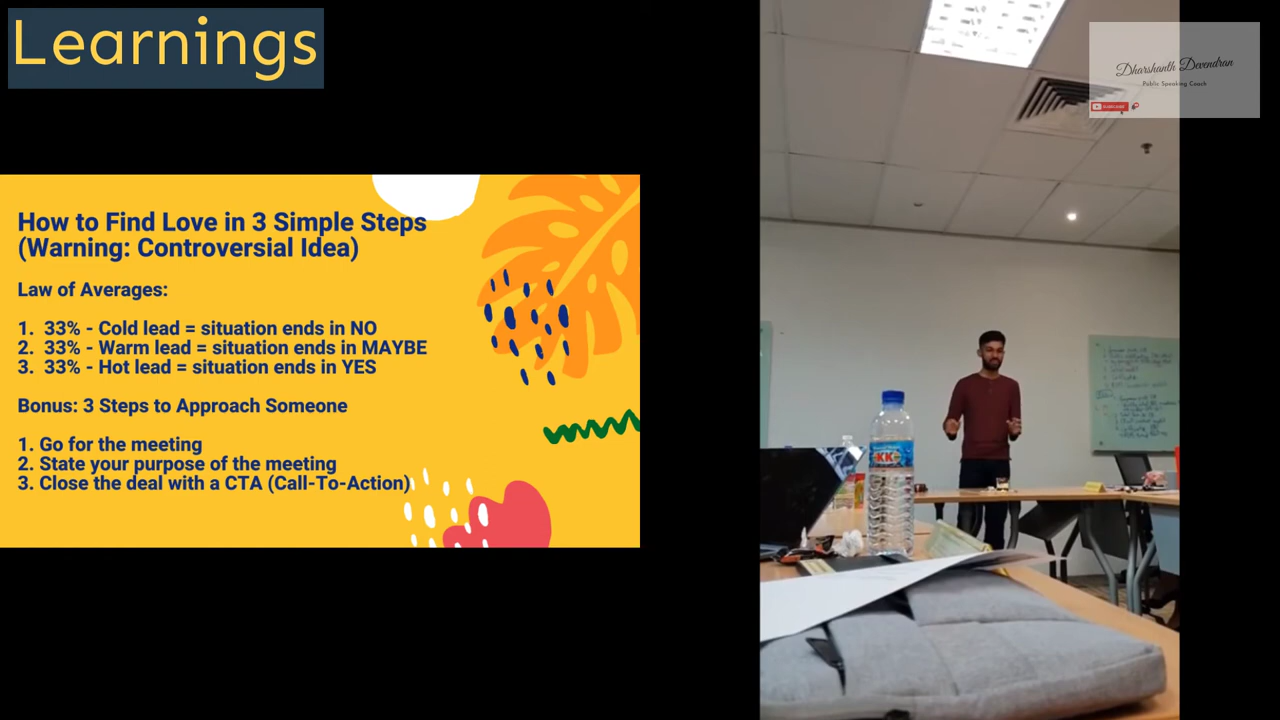 Learnings
How to Find Love in 3 Simple Steps
(Warning: Controversial Idea)
Law of Averages:
1. 33% - Cold lead = situation ends in NO
2. 33% - Warm lead = situation ends in MAYBE
3. 33% - Hot lead = situation ends in YES
Bonus: 3 Steps to Approach Someone
1. Go for the meeting
2. State your purpose of the meeting
3. Close the deal with a CTA (Call-To-Action)
Dharshanth Devendran
Public Speaking Coach
SUBSCRIBE
KK